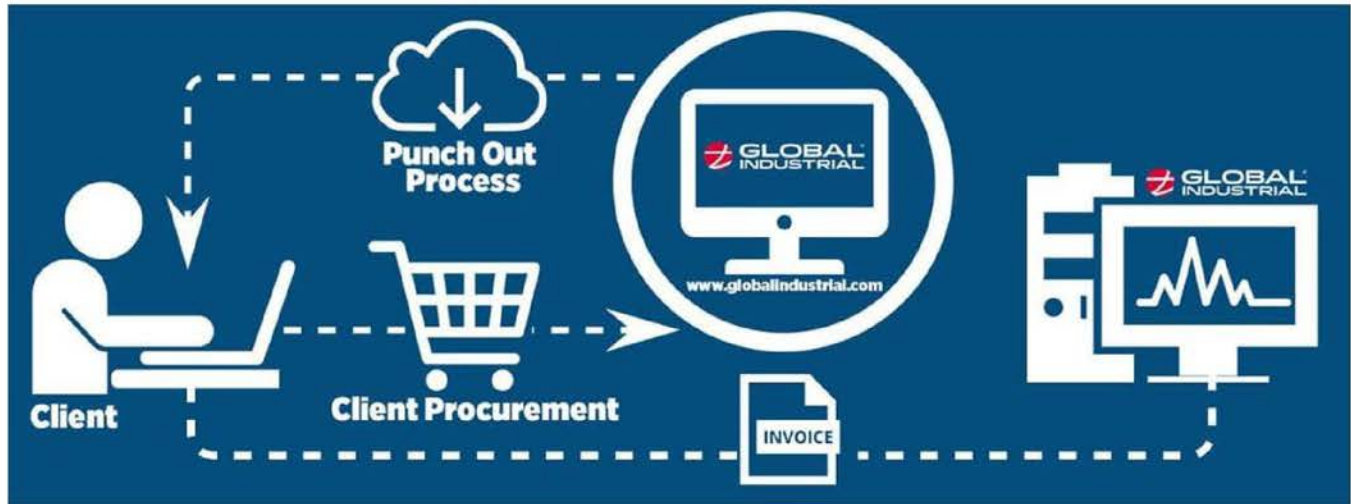 Punch Out
Process
GLOBAL
INDUSTRIAL
www.globalindustrial.com
GLOBAL
INDUSTRIAL
Client
Client Procurement
INVOICE